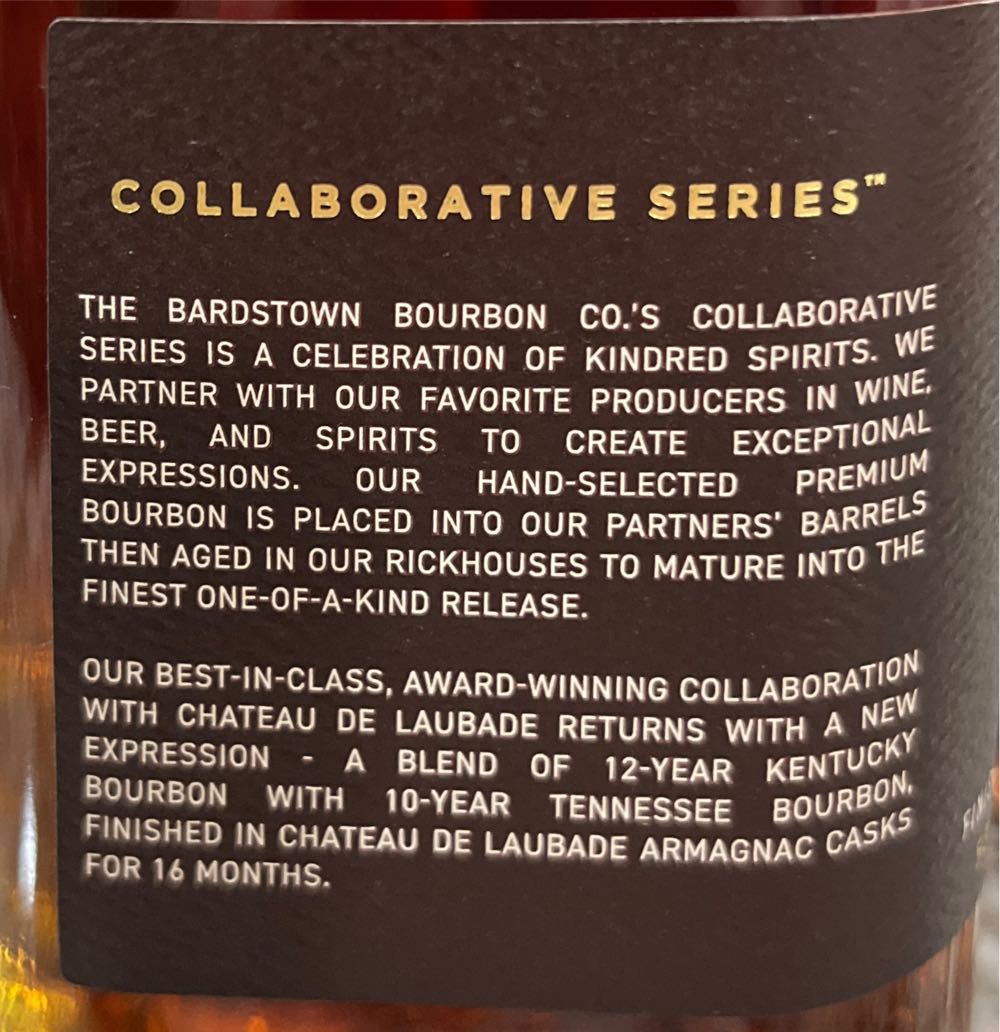 COLLABORATIVE SERIES™
THE BARDSTOWN BOURBON CO.'S COLLABORATIVE
SERIES IS A CELEBRATION OF KINDRED SPIRITS. WE
PARTNER WITH OUR FAVORITE PRODUCERS IN WINE,
BEER, AND SPIRITS TO CREATE EXCEPTIONAL
EXPRESSIONS. OUR HAND-SELECTED PREMIUM
BOURBON IS PLACED INTO OUR PARTNERS' BARRELS
THEN AGED IN OUR RICKHOUSES TO MATURE INTO THE
FINEST ONE-OF-A-KIND RELEASE.
OUR BEST-IN-CLASS, AWARD-WINNING COLLABORATION
WITH CHATEAU DE LAUBADE RETURNS WITH A NEW
EXPRESSION - A BLEND OF 12-YEAR KENTUCKY
BOURBON WITH 10-YEAR TENNESSEE BOURBON,
FINISHED IN CHATEAU DE LAUBADE ARMAGNAC CASKS
FOR 16 MONTHS.